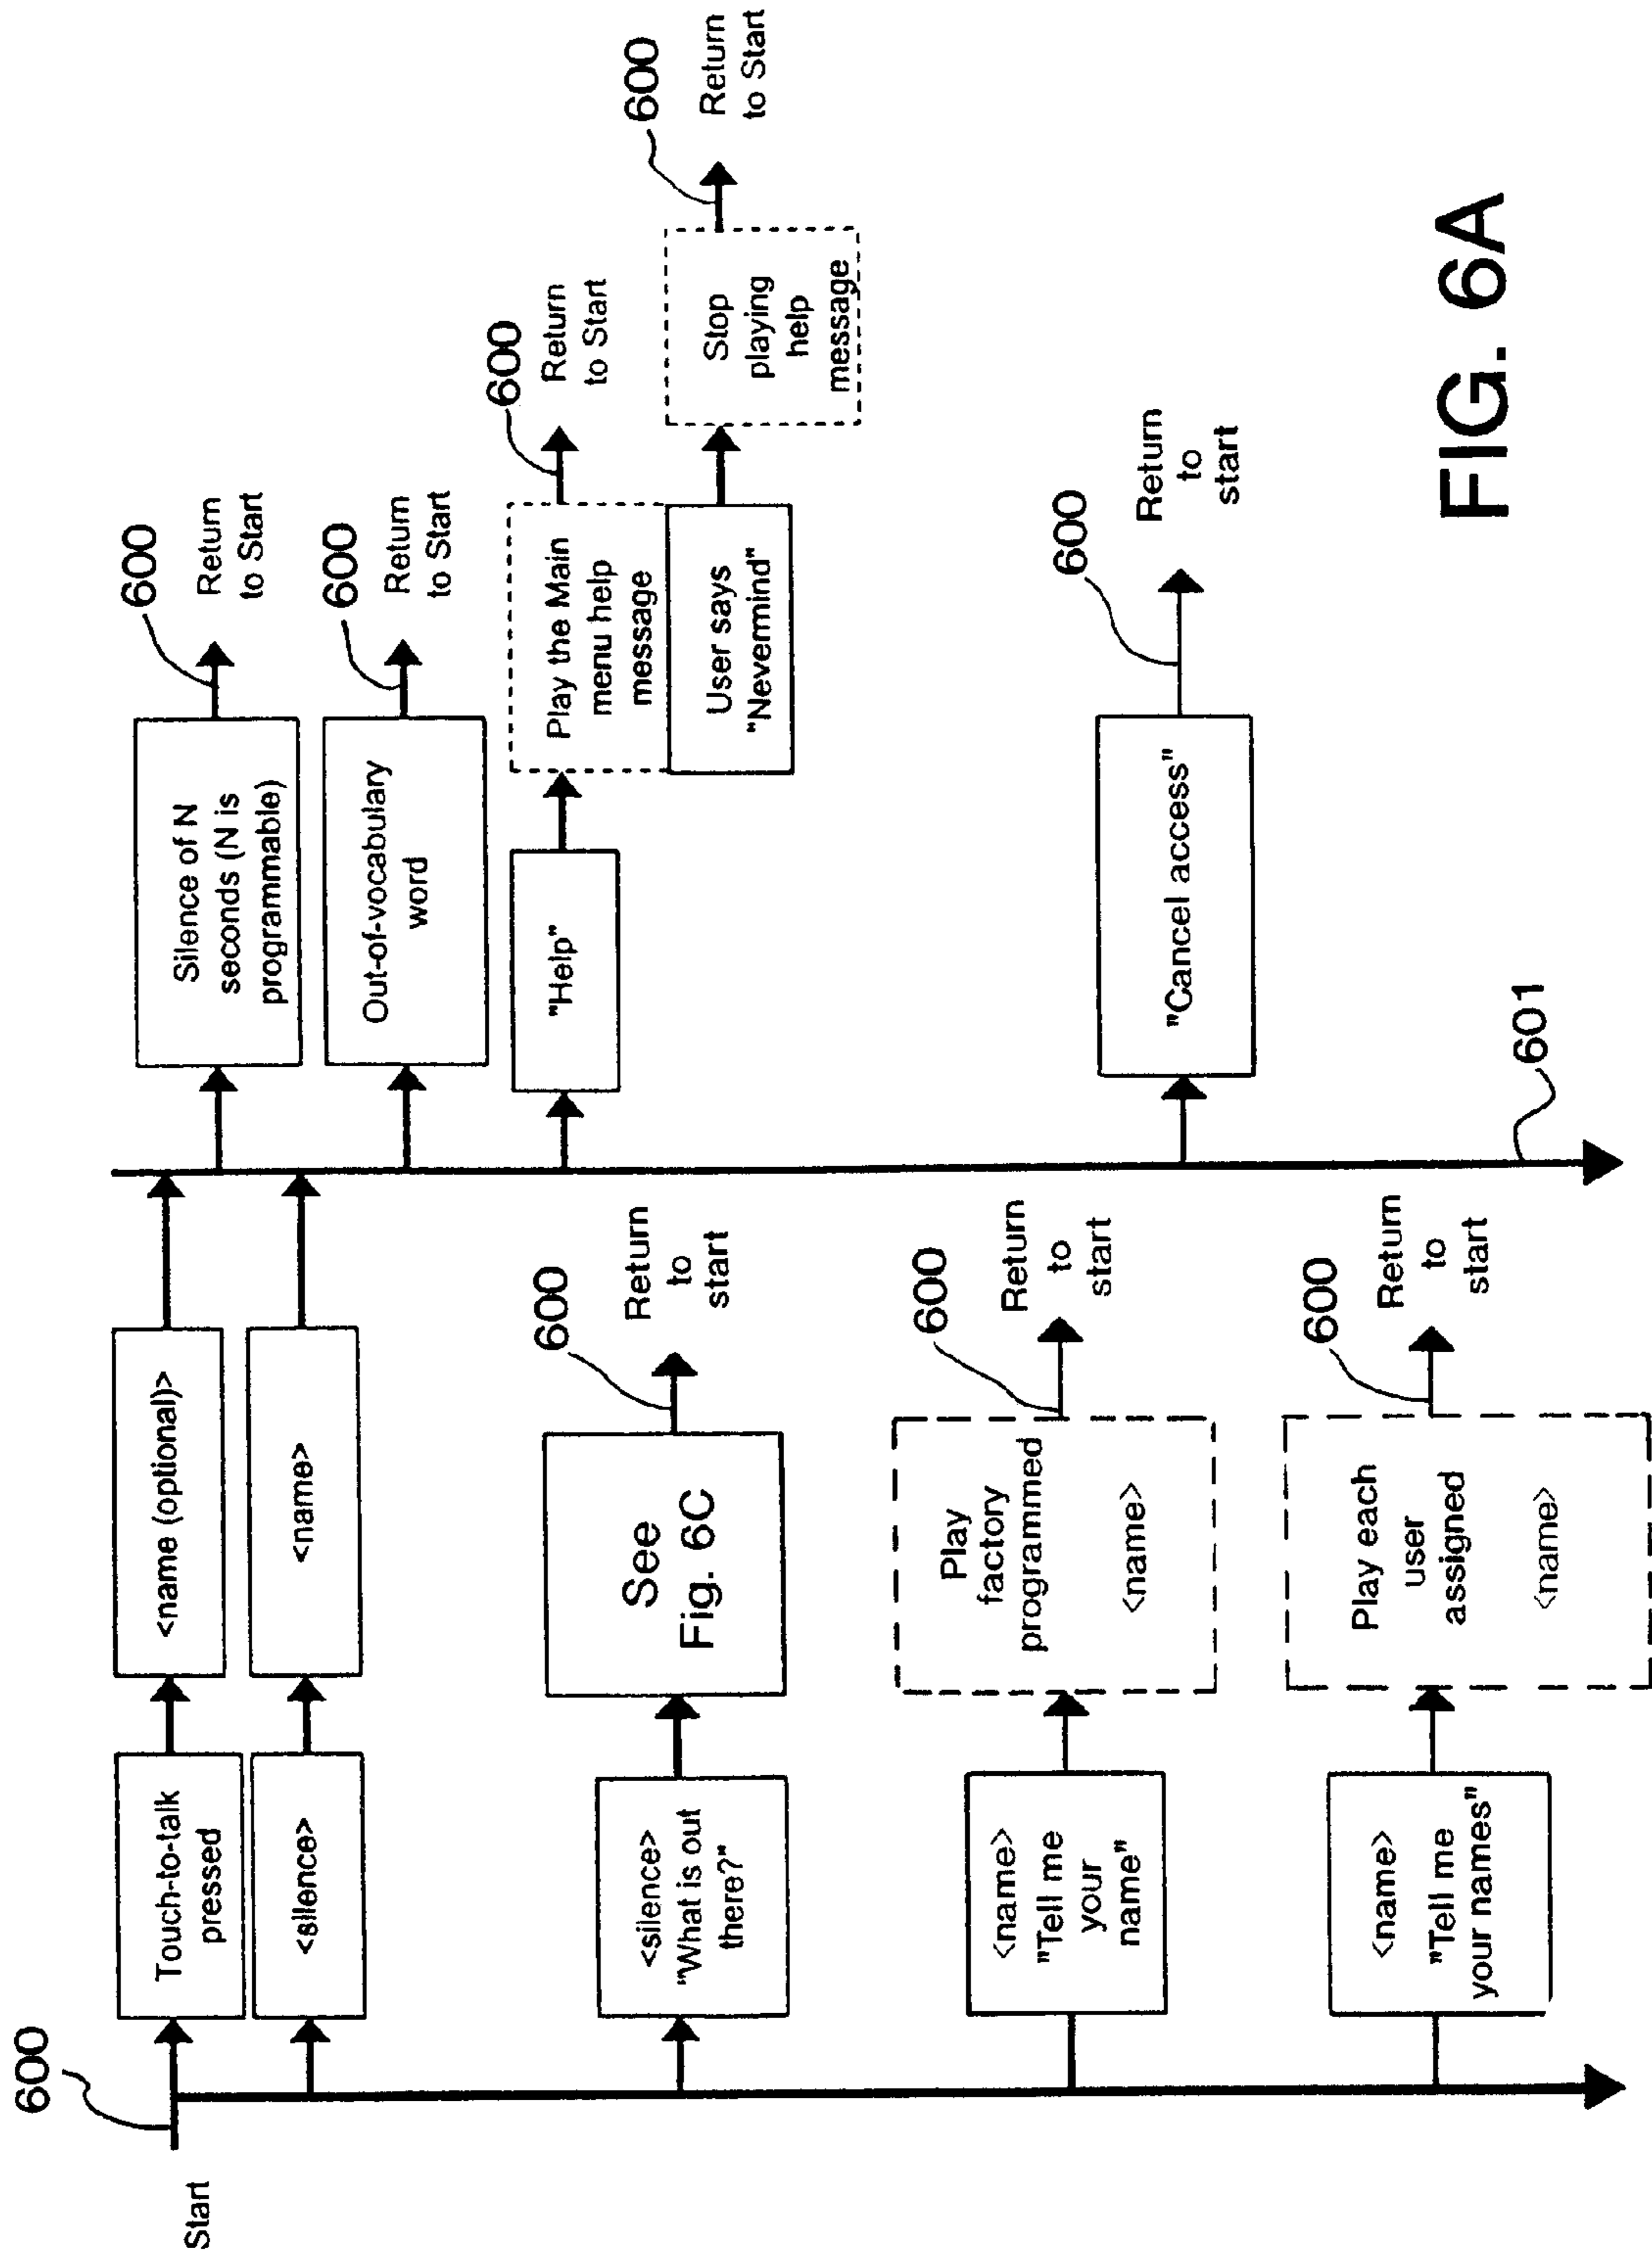 Start
600
Touch-to-talk
pressed
<name (optional)>
<silence>
<name>
<silence>
"What is out
there?"
See
Fig. 6C
600
Return
to
start
<name>
"Tell me
your
name"
Play
factory
programmed
<name>
600
Return
to
start
<name>
"Tell me
your names"
Play each
user
assigned
<name>
600
Return
to
start
601
Silence of N
seconds (N is
programmable)
600
Return
to Start
Out-of-vocabulary
word
600
Return
to Start
"Help"
Play the Main
menu help
message
600
Return
to Start
User says
"Nevermind"
Stop
playing
help
message
600
Return
to Start
"Cancel access"
600
Return
to
start
FIG. 6A